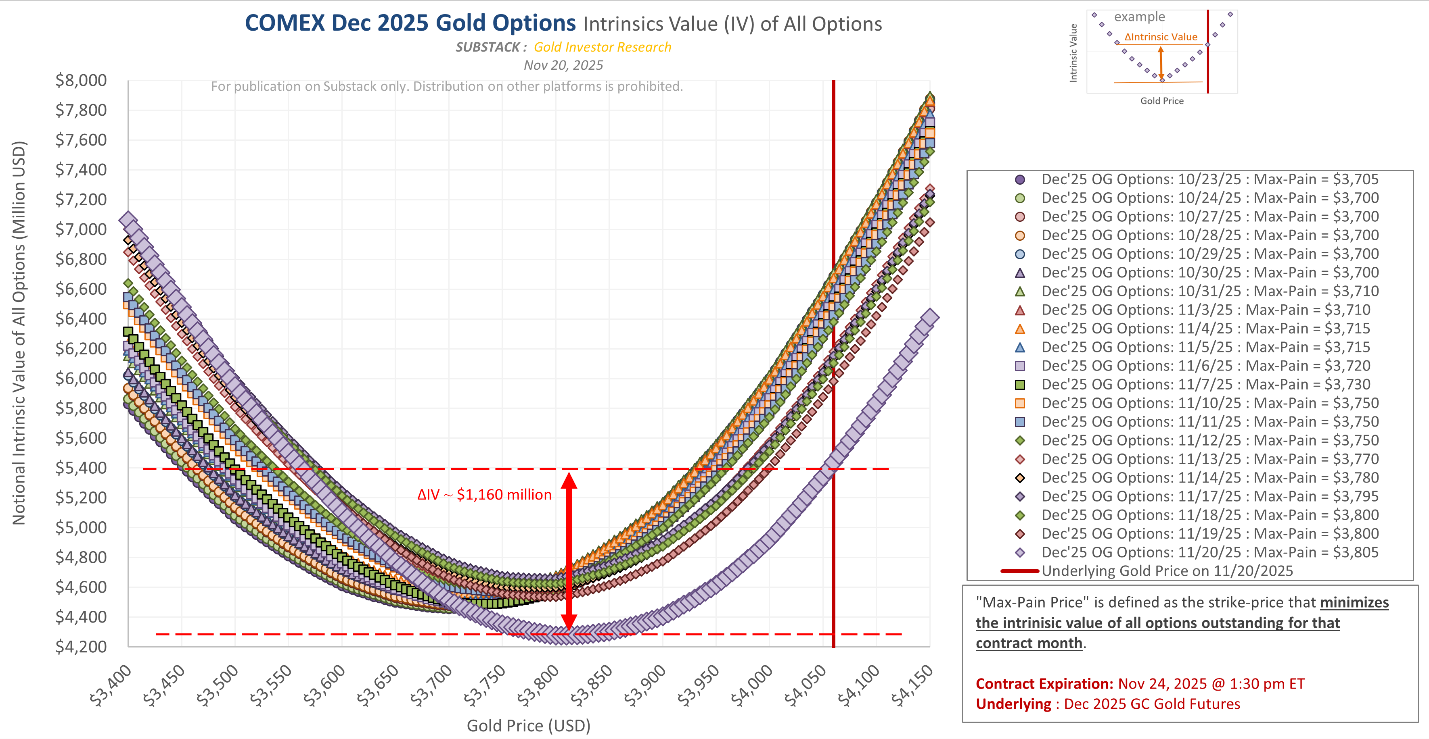 COMEX Dec 2025 Gold Options Intrinsics Value (IV) of All Options
SUBSTACK : Gold Investor Research
Nov 20, 2025
For publication on Substack only. Distribution on other platforms is prohibited.
Notional Intrinsic Value of All Options (Million USD)
$8,000
$7,800
$7,600
$7,400
$7,200
$7,000
$6,800
$6,600
$6,400
$6,200
$6,000
$5,800
$5,600
$5,400
$5,200
$5,000
$4,800
$4,600
$4,400
$4,200
ΔIV ~ $1,160 million
$3,400
$3,450
$3,500
$3,550
$3,600
$3,650
$3,700
$3,750
$3,800
$3,850
$3,900
$3,950
$4,000
$4,050
$4,100
$4,150
Gold Price (USD)
example
ΔIntrinsic Value
Intrinsic Value
Gold Price
Dec'25 OG Options: 10/23/25 : Max-Pain = $3,705
Dec'25 OG Options: 10/24/25 : Max-Pain = $3,700
Dec'25 OG Options: 10/27/25 : Max-Pain = $3,700
Dec'25 OG Options: 10/28/25 : Max-Pain = $3,700
Dec'25 OG Options: 10/29/25 : Max-Pain = $3,700
Dec'25 OG Options: 10/30/25 : Max-Pain = $3,700
Dec'25 OG Options: 10/31/25 : Max-Pain = $3,710
Dec'25 OG Options: 11/3/25 : Max-Pain = $3,710
Dec'25 OG Options: 11/4/25 : Max-Pain = $3,715
Dec'25 OG Options: 11/5/25 : Max-Pain = $3,715
Dec'25 OG Options: 11/6/25 : Max-Pain = $3,720
Dec'25 OG Options: 11/7/25 : Max-Pain = $3,730
Dec'25 OG Options: 11/10/25 : Max-Pain = $3,750
Dec'25 OG Options: 11/11/25 : Max-Pain = $3,750
Dec'25 OG Options: 11/12/25 : Max-Pain = $3,750
Dec'25 OG Options: 11/13/25 : Max-Pain = $3,770
Dec'25 OG Options: 11/14/25 : Max-Pain = $3,780
Dec'25 OG Options: 11/17/25 : Max-Pain = $3,795
Dec'25 OG Options: 11/18/25 : Max-Pain = $3,800
Dec'25 OG Options: 11/19/25 : Max-Pain = $3,800
Dec'25 OG Options: 11/20/25 : Max-Pain = $3,805
Underlying Gold Price on 11/20/2025
"Max-Pain Price" is defined as the strike-price that minimizes
the intrinisic value of all options outstanding for that
contract month.
Contract Expiration: Nov 24, 2025 @ 1:30 pm ET
Underlying : Dec 2025 GC Gold Futures